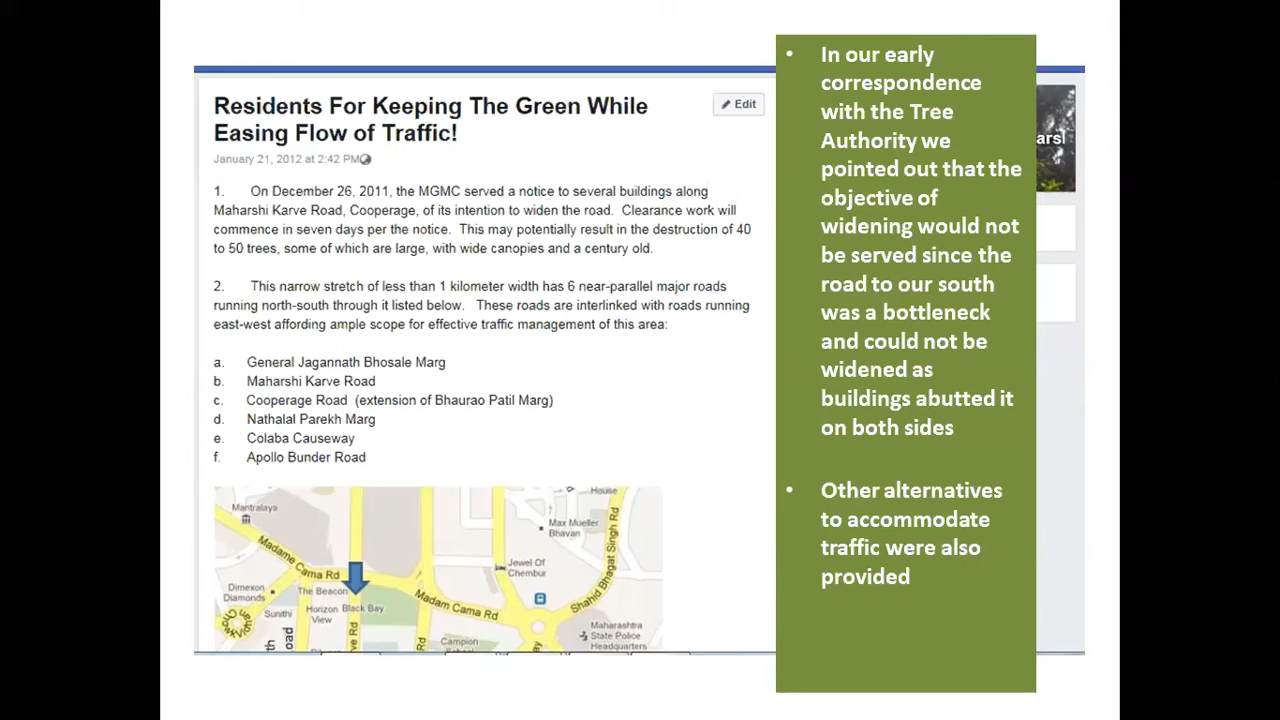 Residents For Keeping The Green While
Easing Flow of Traffic!
Edit
January 21, 2012 at 2:42 PM
1. On December 26, 2011, the MGMC served a notice to several buildings along
Maharshi Karve Road, Cooperage, of its intention to widen the road. Clearance work will
commence in seven days per the notice. This may potentially result in the destruction of 40
to 50 trees, some of which are large, with wide canopies and a century old.
2. This narrow stretch of less than 1 kilometer width has 6 near-parallel major roads
running north-south through it listed below. These roads are interlinked with roads running
east-west affording ample scope for effective traffic management of this area:
a. General Jagannath Bhosale Marg
b. Maharshi Karve Road
c. Cooperage Road (extension of Bhaurao Patil Marg)
d. Nathalal Parekh Marg
e. Colaba Causeway
f. Apollo Bunder Road
Mantralaya
Madame Cama Rd
Dimexon
Diamonds
The Beacon
Sunithi
Horizon
View
Black Bay
Madam Cama Rd
Campion
House
Max Mueller
Bhavan
Jewel Of
Chembur
Shahid Bhagat Singh Rd
Maharashtra
State Police
Headquarters
• In our early
correspondence
with the Tree
Authority we
pointed out that the
objective of
widening would not
be served since the
road to our south
was a bottleneck
and could not be
widened as
buildings abutted it
on both sides
• Other alternatives
to accommodate
traffic were also
provided